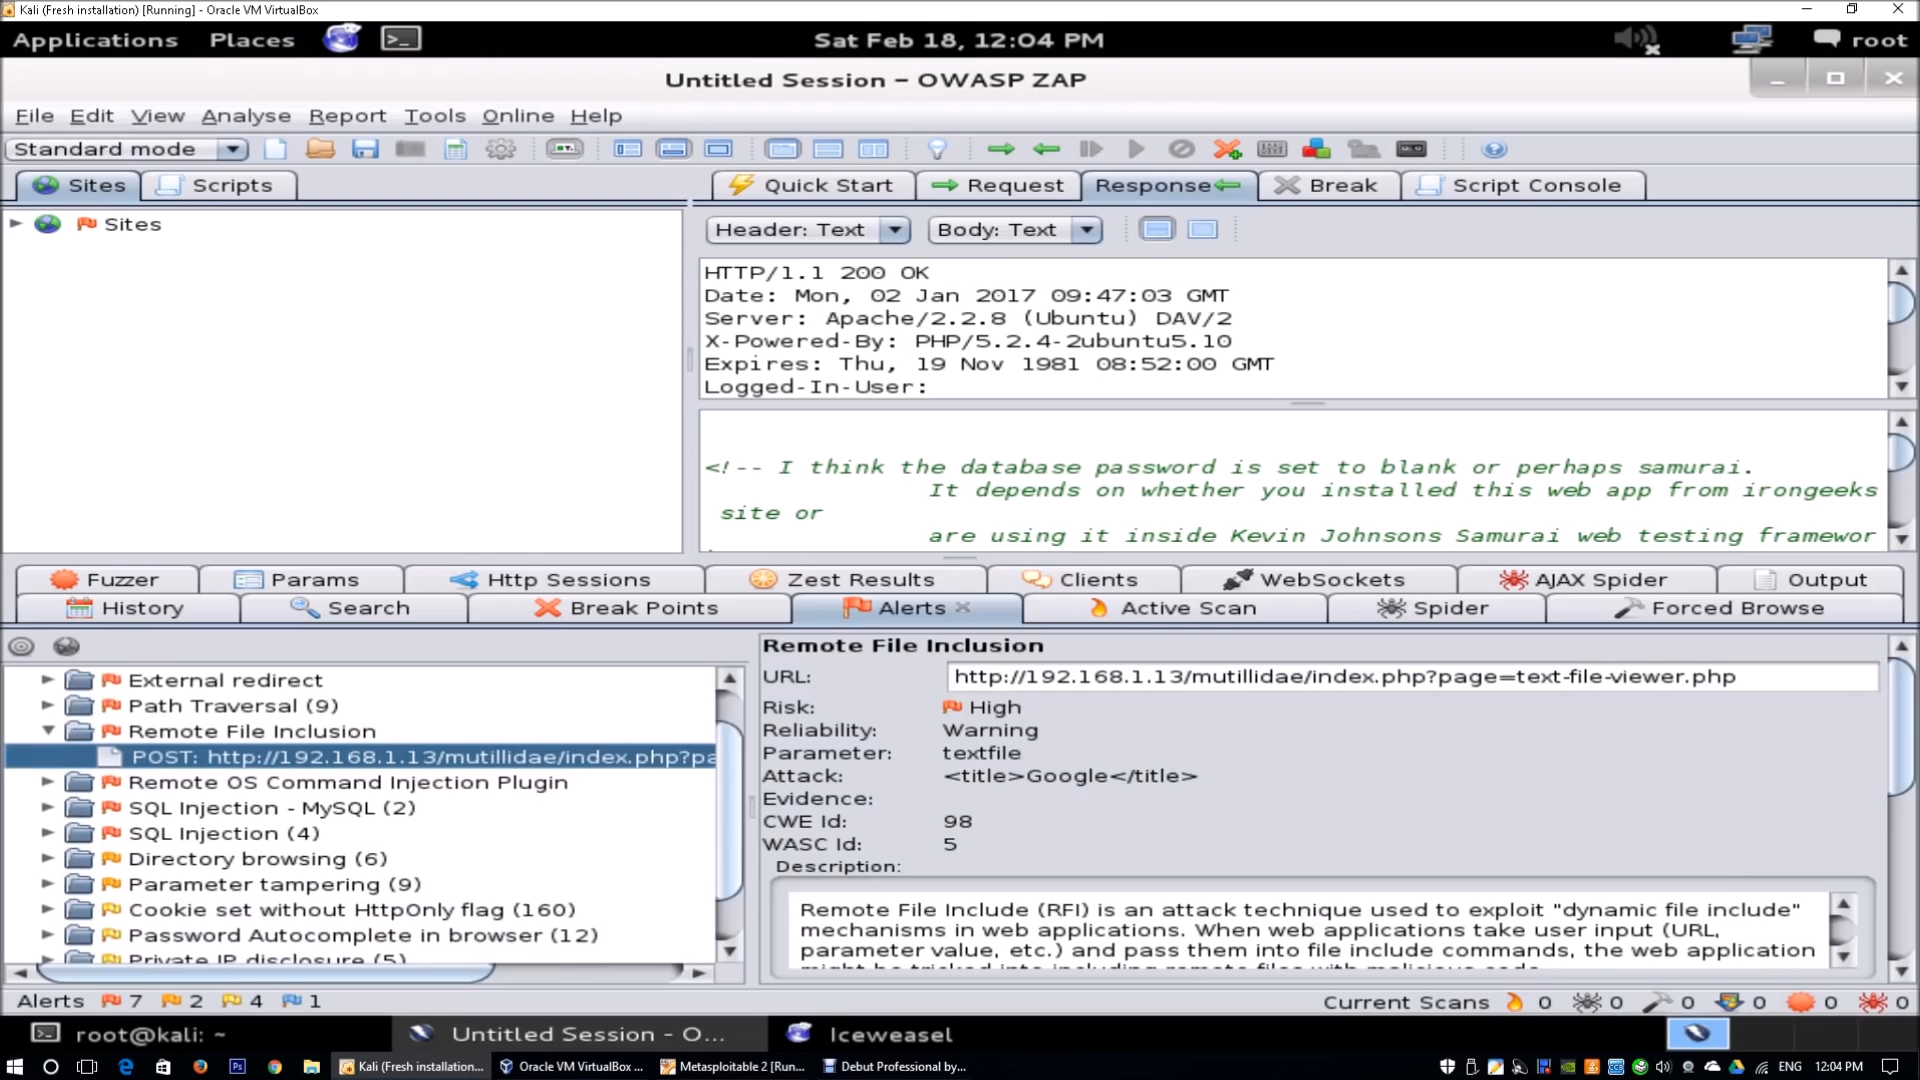 Kali (Fresh installation) [Running] - Oracle VM VirtualBox
Applications Places Sat Feb 18, 12:04 PM root
Untitled Session - OWASP ZAP
File Edit View Analyse Report Tools Online Help
Standard mode
Sites Scripts Quick Start Request Response Break Script Console
Sites
Header: Text Body: Text
HTTP/1.1 200 OK
Date: Mon, 02 Jan 2017 09:47:03 GMT
Server: Apache/2.2.8 (Ubuntu) DAV/2
X-Powered-By: PHP/5.2.4-2ubuntu5.10
Expires: Thu, 19 Nov 1981 08:52:00 GMT
Logged-In-User:
<!-- I think the database password is set to blank or perhaps samurai.
It depends on whether you installed this web app from irongeeks
site or
are using it inside Kevin Johnsons Samurai web testing framewor
Fuzzer Params Http Sessions Zest Results Clients WebSockets AJAX Spider Output
History Search Break Points Alerts Active Scan Spider Forced Browse
External redirect
Path Traversal (9)
Remote File Inclusion
POST: http://192.168.1.13/mutillidae/index.php?pa
Remote OS Command Injection Plugin
SQL Injection - MySQL (2)
SQL Injection (4)
Directory browsing (6)
Parameter tampering (9)
Cookie set without HttpOnly flag (160)
Password Autocomplete in browser (12)
Private IP disclosure (5)
Remote File Inclusion
URL: http://192.168.1.13/mutillidae/index.php?page=text-file-viewer.php
Risk: High
Reliability: Warning
Parameter: textfile
Attack: <title>Google</title>
Evidence:
CWE Id: 98
WASC Id: 5
Description:
Remote File Include (RFI) is an attack technique used to exploit "dynamic file include"
mechanisms in web applications. When web applications take user input (URL,
parameter value, etc.) and pass them into file include commands, the web application
might be tricked into including remote files with malicious code.
Alerts 7 2 4 1 Current Scans 0 0 0 0 0 0
root@kali: ~ Untitled Session - O... Iceweasel
Kali (Fresh installation... Oracle VM VirtualBox ... Metasploitable 2 [Run... Debut Professional by... ENG 12:04 PM